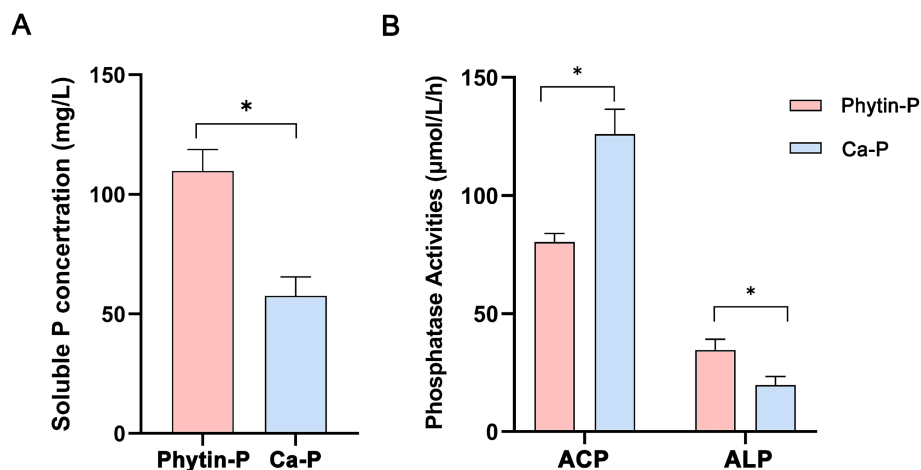 A
Soluble P concertration (mg/L)
150
100
50
0
*
Phytin-P Ca-P
B
Phosphatase Activities (μmol/L/h)
150
100
50
0
*
*
ACP ALP
Phytin-P
Ca-P